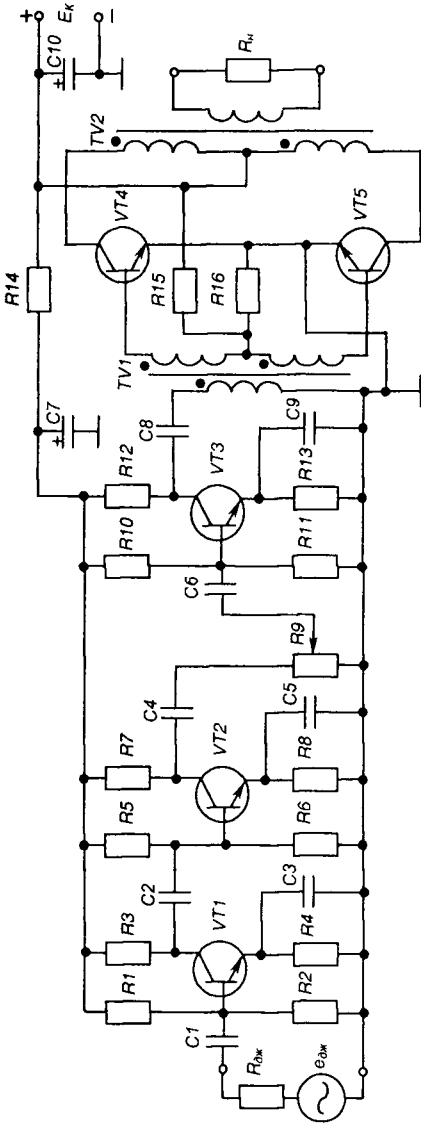 + Eк −
+ C10
TV2
Rн
R14
VT4
R15
R16
VT5
+ C7
TV1
R12
R10
C8
VT3
C9
R13
R11
C6
R9
C4
R7
R5
VT2
C5
R8
R6
C2
R3
R1
VT1
C3
R4
R2
C1
Rдж
eдж